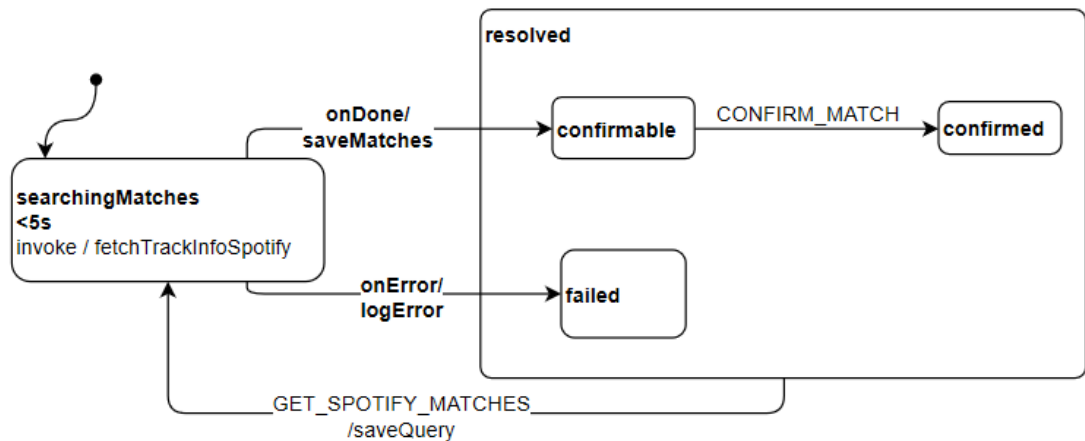 resolved
onDone/
saveMatches
confirmable
CONFIRM_MATCH
confirmed
searchingMatches
<5s
invoke / fetchTrackInfoSpotify
onError/
logError
failed
GET_SPOTIFY_MATCHES
/saveQuery